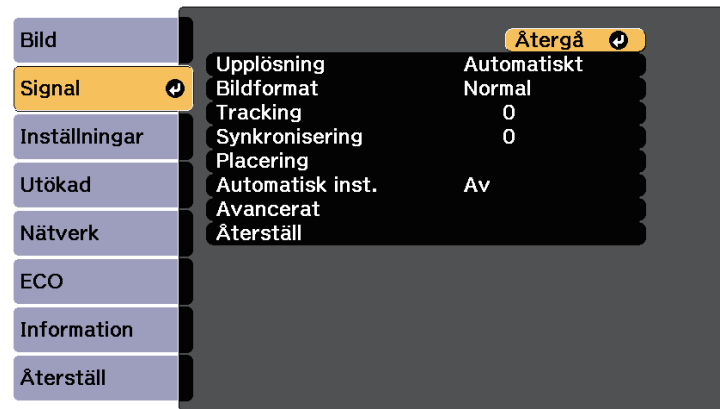 Bild
Signal
Inställningar
Utökad
Nätverk
ECO
Information
Återställ
Återgå
Upplösning Automatiskt
Bildformat Normal
Tracking 0
Synkronisering 0
Placering
Automatisk inst. Av
Avancerat
Återställ